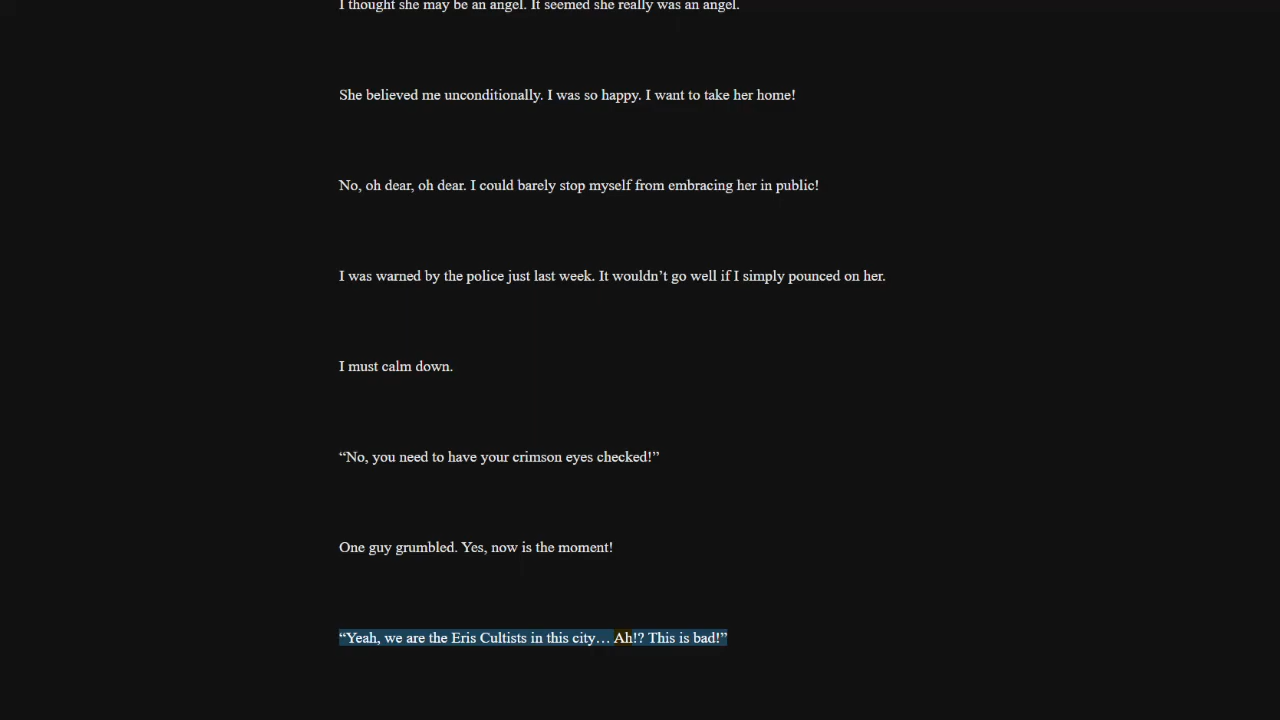 I thought she may be an angel. It seemed she really was an angel.
She believed me unconditionally. I was so happy. I want to take her home!
No, oh dear, oh dear. I could barely stop myself from embracing her in public!
I was warned by the police just last week. It wouldn’t go well if I simply pounced on her.
I must calm down.
“No, you need to have your crimson eyes checked!”
One guy grumbled. Yes, now is the moment!
“Yeah, we are the Eris Cultists in this city… Ah!? This is bad!”